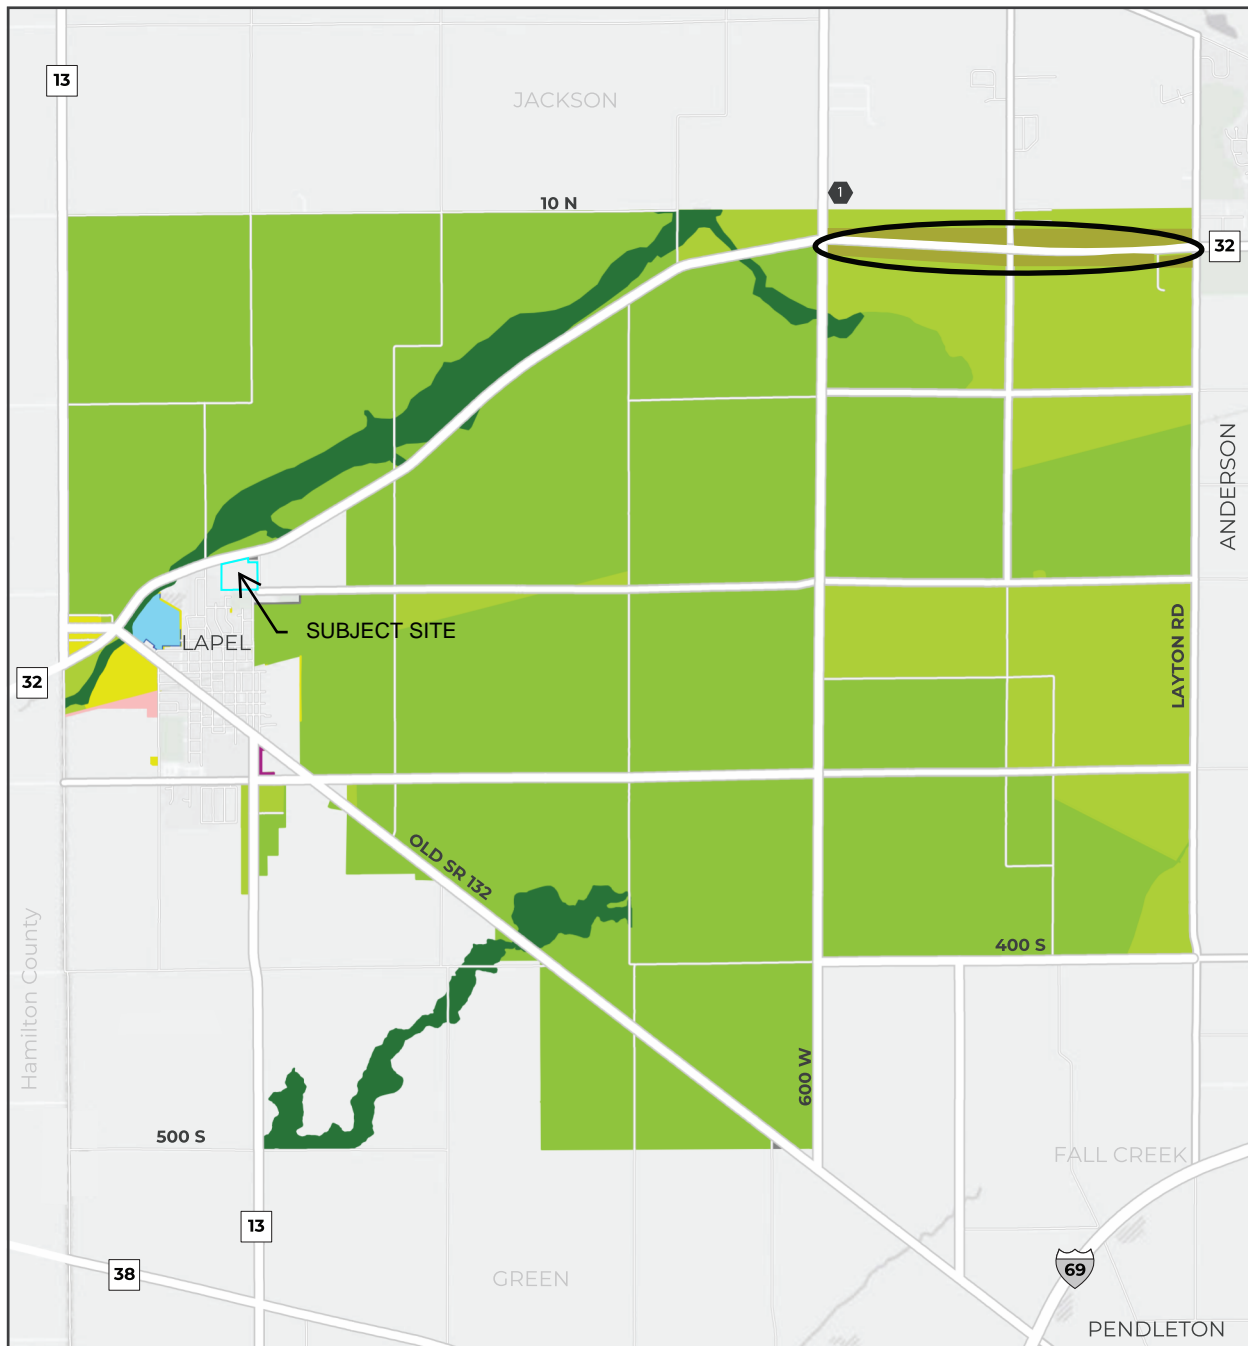 13
JACKSON
10 N
1
32
ANDERSON
SUBJECT SITE
LAPEL
32
LAYTON RD
OLD SR 132
400 S
Hamilton County
600 W
500 S
FALL CREEK
13
38
GREEN
69
PENDLETON